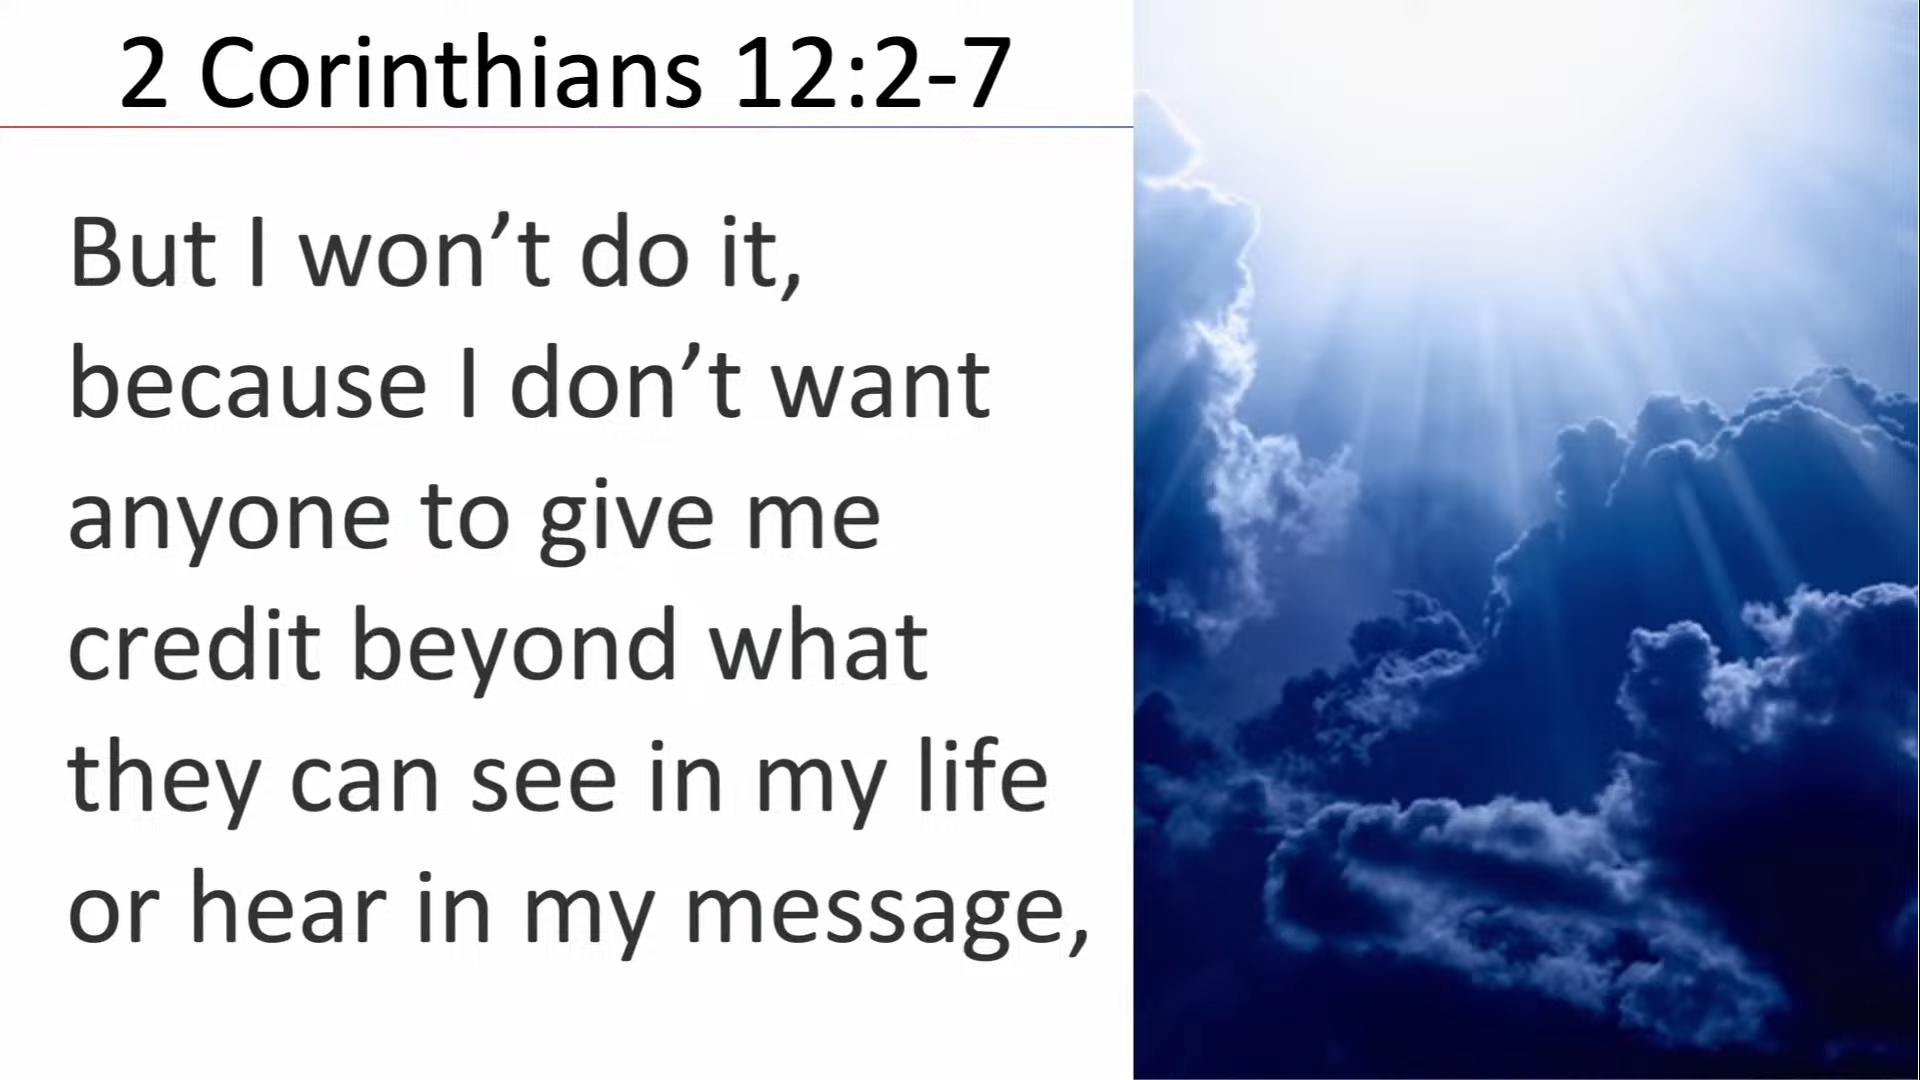 2 Corinthians 12:2-7
But I won’t do it,
because I don’t want
anyone to give me
credit beyond what
they can see in my life
or hear in my message,